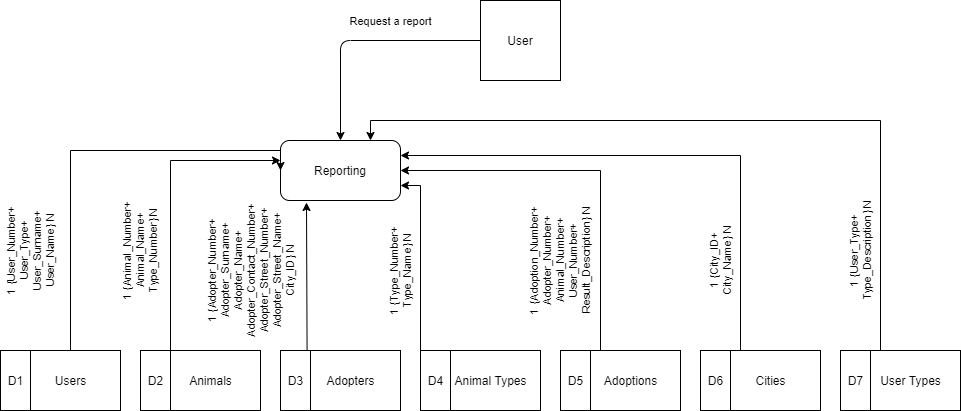 Request a report
User
Reporting
1 {User_Number+
User_Type+
User_Surname+
User_Name}N
1 {Animal_Number+
Animal_Name+
Type_Number}N
1 {Adopter_Number+
Adopter_Surname+
Adopter_Name+
Adopter_Contact_Number+
Adopter_Street_Number+
Adopter_Street_Name+
City_ID}N
1 {Type_Number+
Type_Name}N
1 {Adoption_Number+
Adopter_Number+
Animal_Number+
User_Number+
Result_Description}N
1 {City_ID+
City_Name}N
1 {User_Type+
Type_Description}N
D1 Users
D2 Animals
D3 Adopters
D4 Animal Types
D5 Adoptions
D6 Cities
D7 User Types